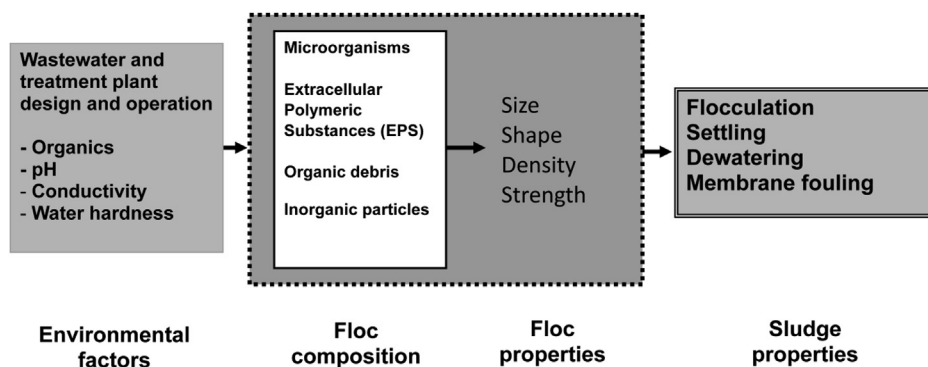 Wastewater and
treatment plant
design and operation
- Organics
- pH
- Conductivity
- Water hardness
Microorganisms
Extracellular
Polymeric
Substances (EPS)
Organic debris
Inorganic particles
Size
Shape
Density
Strength
Flocculation
Settling
Dewatering
Membrane fouling
Environmental
factors
Floc
composition
Floc
properties
Sludge
properties